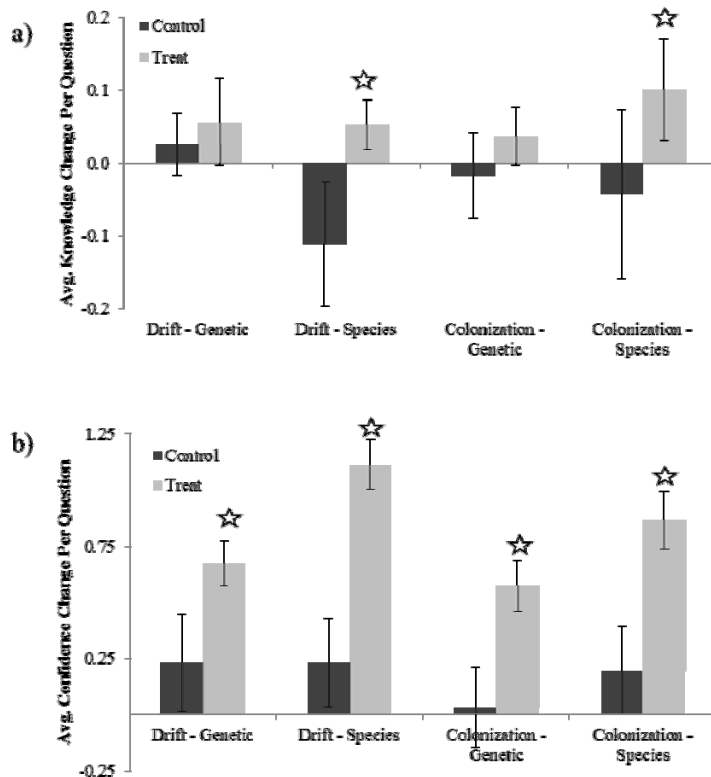 a)
Avg. Knowledge Change Per Question
0.2
0.1
0.0
-0.1
-0.2
Control
Treat
Drift - Genetic
Drift - Species
Colonization -
Genetic
Colonization -
Species
b)
Avg. Confidence Change Per Question
1.25
0.75
0.25
-0.25
Control
Treat
Drift - Genetic
Drift - Species
Colonization -
Genetic
Colonization -
Species